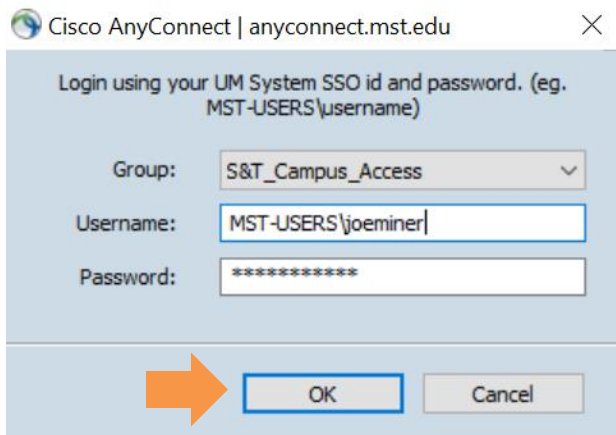 Cisco AnyConnect | anyconnect.mst.edu
Login using your UM System SSO id and password. (eg.
MST-USERS\username)
Group: S&T_Campus_Access
Username: MST-USERS\joeminer
Password: ***********
OK Cancel